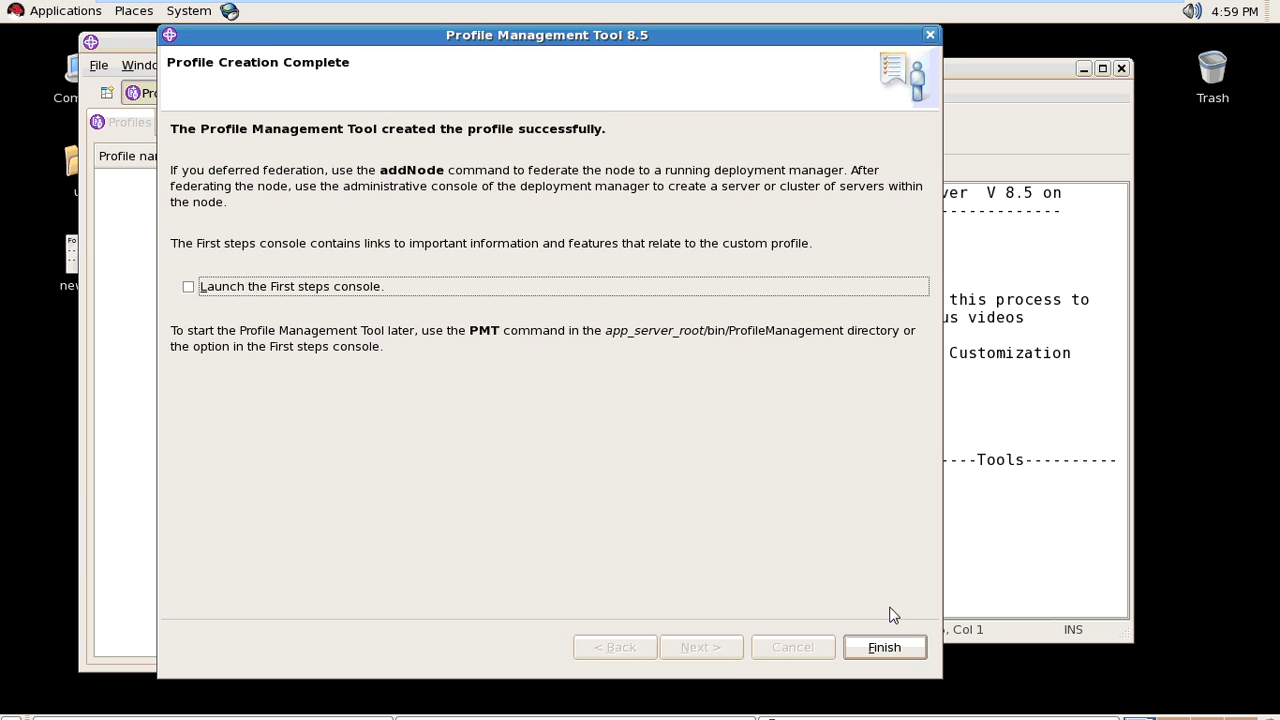 Applications Places System 4:59 PM
Profile Management Tool 8.5
File
Profiles
Profile Creation Complete
Trash
The Profile Management Tool created the profile successfully.
If you deferred federation, use the addNode command to federate the node to a running deployment manager. After
federating the node, use the administrative console of the deployment manager to create a server or cluster of servers within
the node.
V 8.5 on
-------------
The First steps console contains links to important information and features that relate to the custom profile.
Launch the First steps console.
this process to
videos
To start the Profile Management Tool later, use the PMT command in the app_server_root/bin/ProfileManagement directory or
the option in the First steps console.
Customization
----Tools----------
, Col 1 INS
< Back Next > Cancel Finish